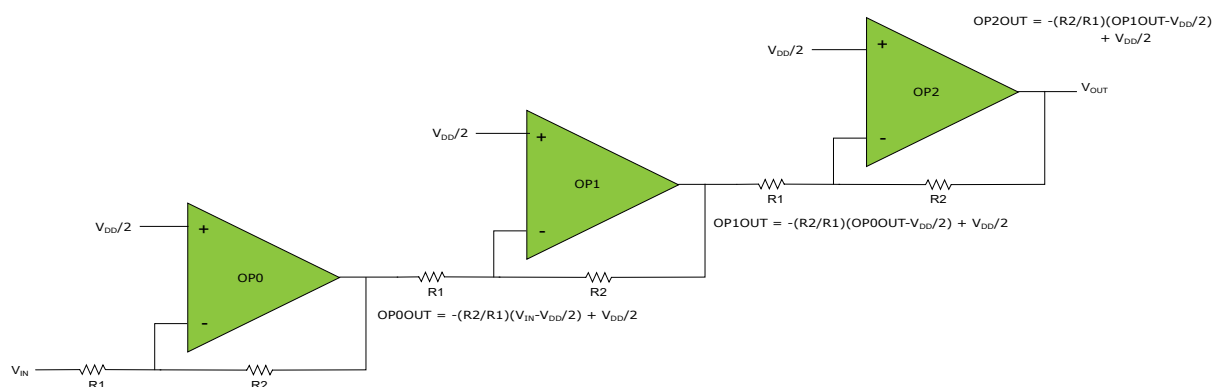 OP2OUT = -(R2/R1)(OP1OUT-VDD/2)
+ VDD/2
VDD/2
+
OP2
-
VOUT
R1
R2
VDD/2
+
OP1
-
OP1OUT = -(R2/R1)(OP0OUT-VDD/2) + VDD/2
R1
R2
VDD/2
+
OP0
-
OP0OUT = -(R2/R1)(VIN-VDD/2) + VDD/2
VIN
R1
R2